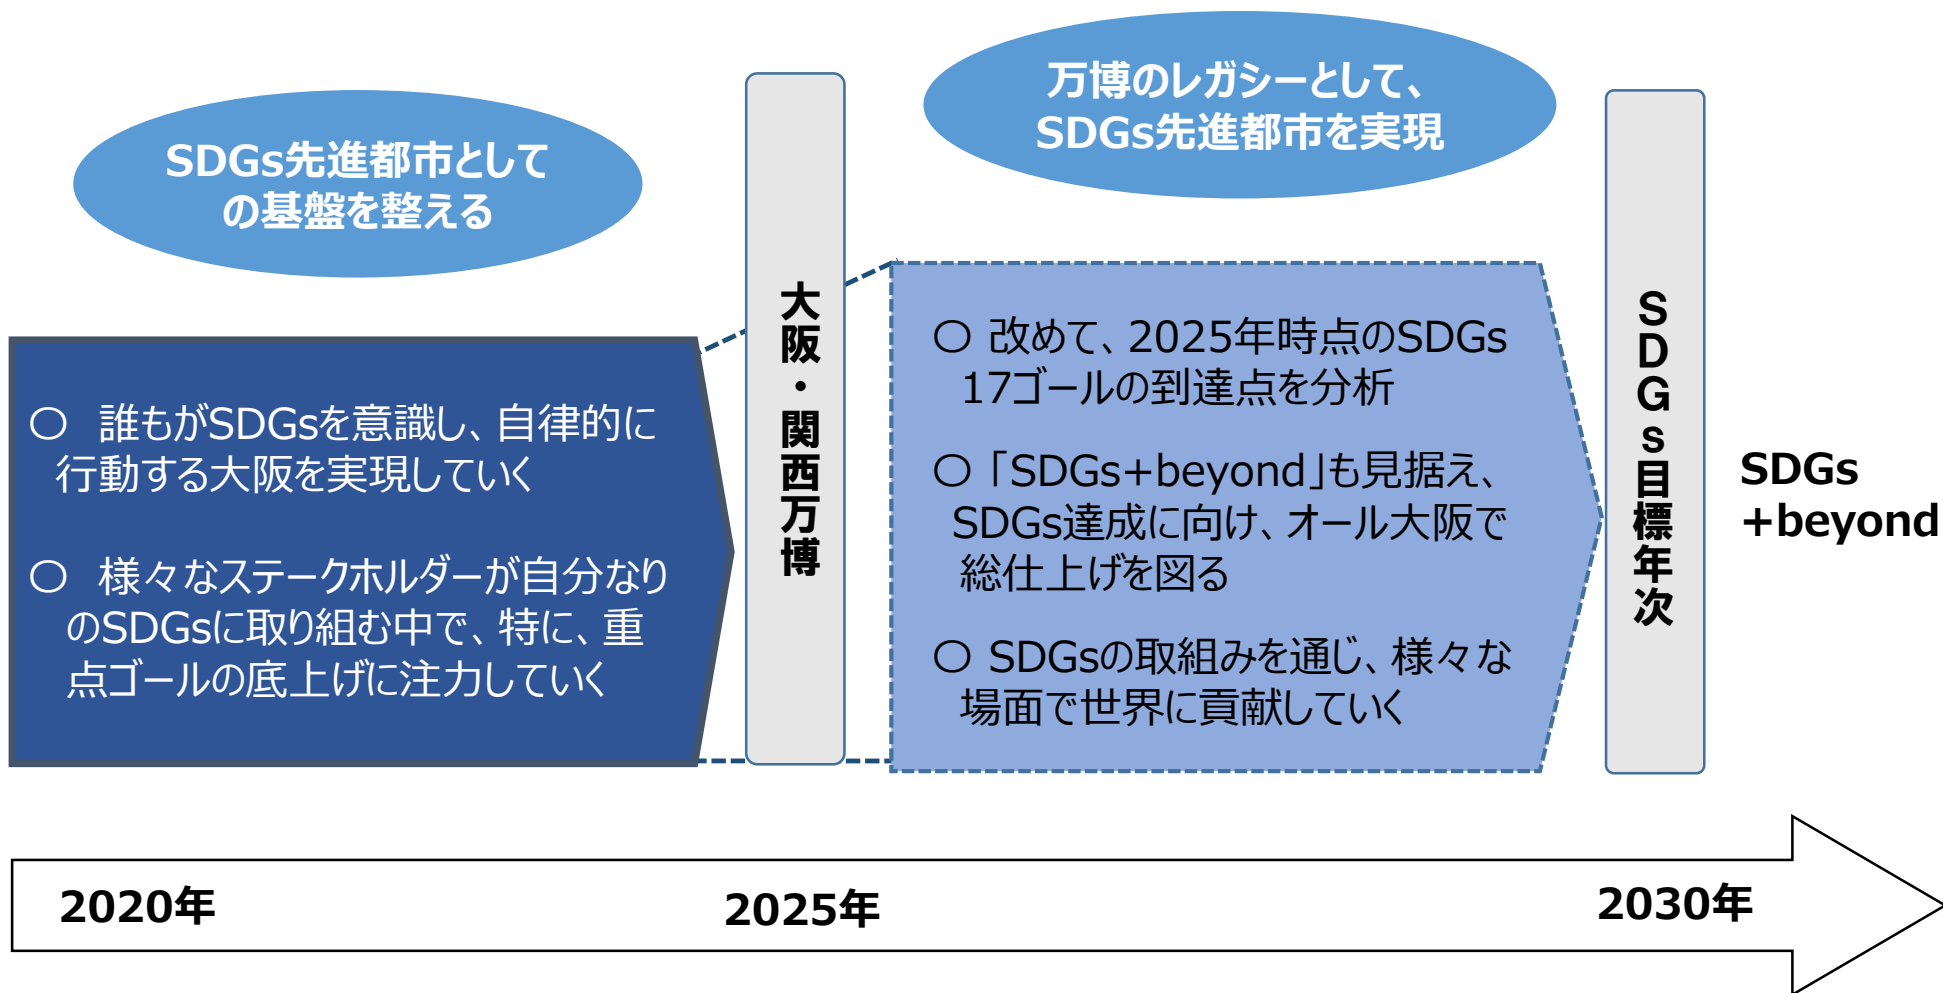 SDGs先進都市として
の基盤を整える
万博のレガシーとして、
SDGs先進都市を実現
〇　誰もがSDGsを意識し、自律的に
行動する大阪を実現していく
〇　様々なステークホルダーが自分なり
のSDGsに取り組む中で、特に、重
点ゴールの底上げに注力していく
大阪・関西万博
〇 改めて、2025年時点のSDGs
17ゴールの到達点を分析
〇「SDGs+beyond」も見据え、
SDGs達成に向け、オール大阪で
総仕上げを図る
〇 SDGsの取組みを通じ、様々な
場面で世界に貢献していく
SDGs目標年次
SDGs
+beyond
2020年
2025年
2030年